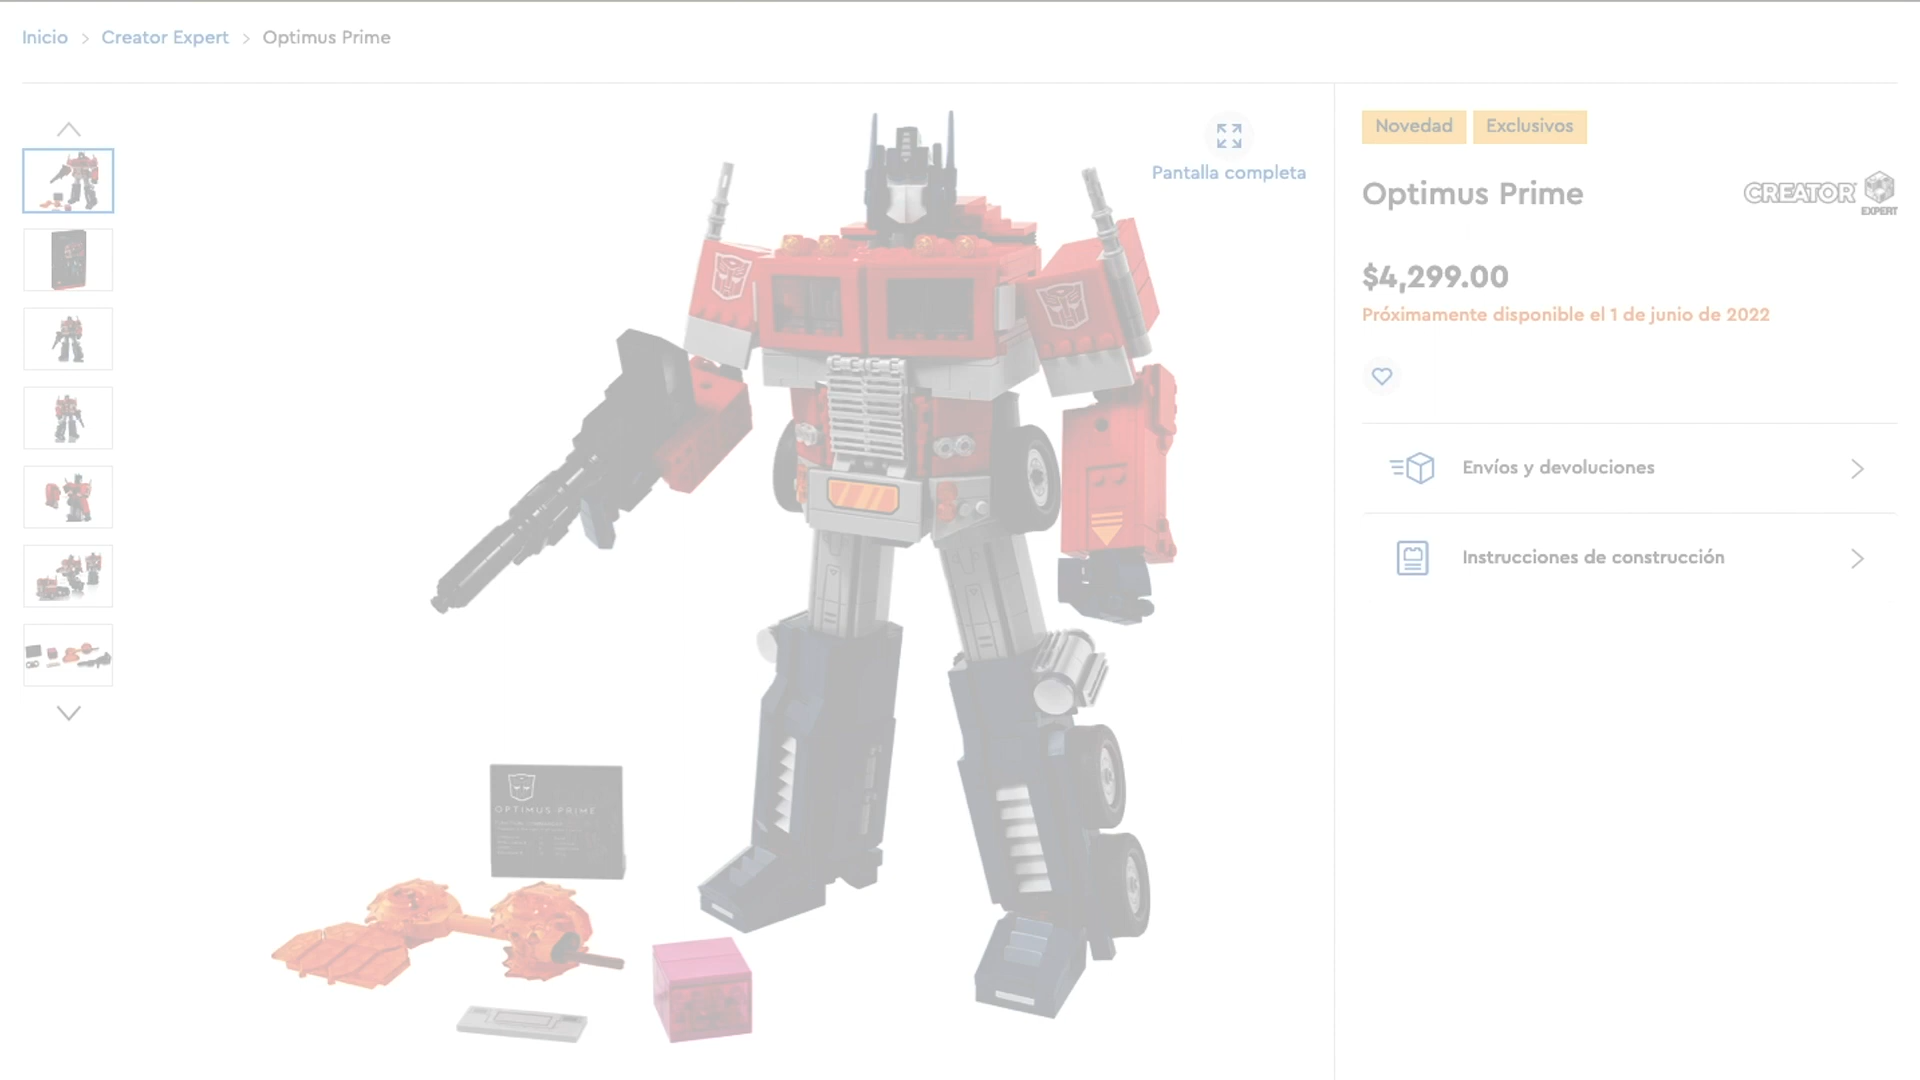 Inicio > Creator Expert > Optimus Prime
Pantalla completa
Novedad Exclusivos
Optimus Prime
CREATOR
EXPERT
$4,299.00
Próximamente disponible el 1 de junio de 2022
Envíos y devoluciones
Instrucciones de construcción
OPTIMUS PRIME